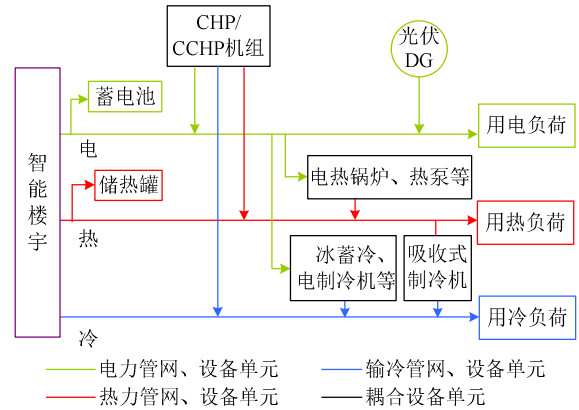 CHP/
CCHP机组
光伏
DG
蓄电池
用电负荷
电
智能楼宇
电热锅炉、热泵等
储热罐
用热负荷
热
冰蓄冷、
电制冷机等
吸收式
制冷机
用冷负荷
冷
电力管网、设备单元
输冷管网、设备单元
热力管网、设备单元
耦合设备单元